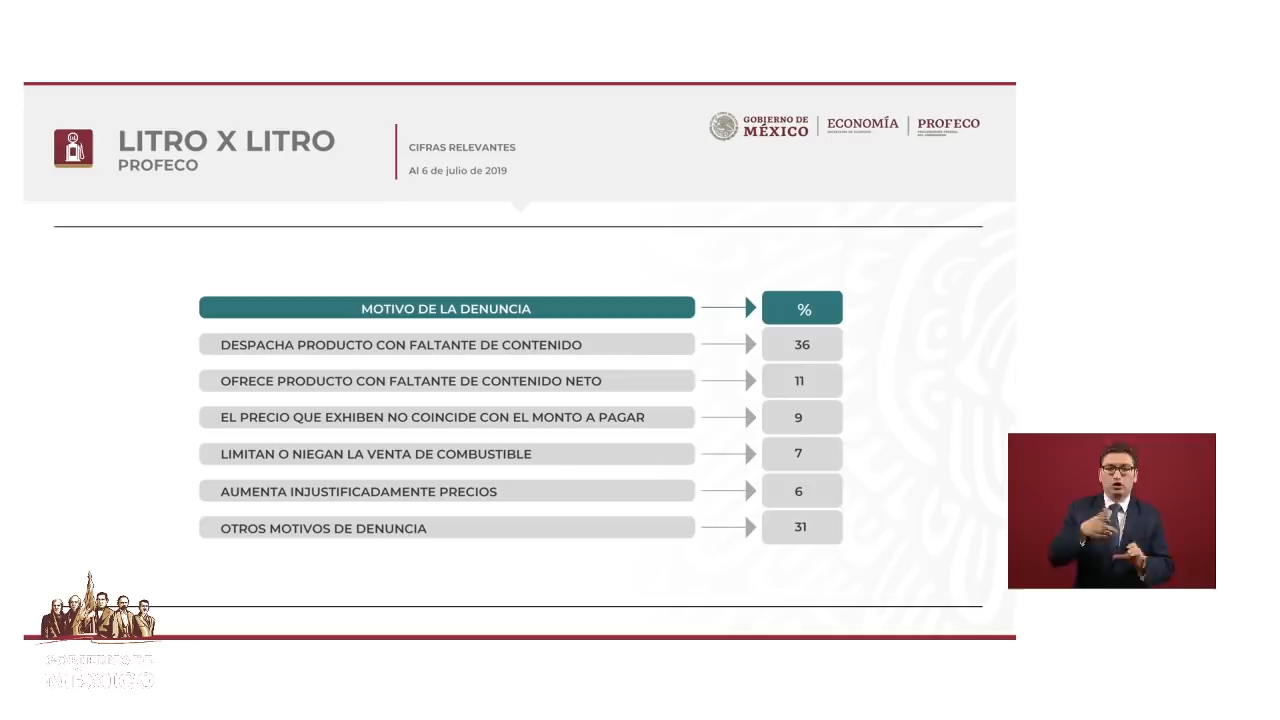 LITRO X LITRO
PROFECO
CIFRAS RELEVANTES
Al 6 de julio de 2019
GOBIERNO DE
MÉXICO
ECONOMÍA
PROFECO
MOTIVO DE LA DENUNCIA %
DESPACHA PRODUCTO CON FALTANTE DE CONTENIDO 36
OFRECE PRODUCTO CON FALTANTE DE CONTENIDO NETO 11
EL PRECIO QUE EXHIBEN NO COINCIDE CON EL MONTO A PAGAR 9
LIMITAN O NIEGAN LA VENTA DE COMBUSTIBLE 7
AUMENTA INJUSTIFICADAMENTE PRECIOS 6
OTROS MOTIVOS DE DENUNCIA 31
GOBIERNO DE
MÉXICO